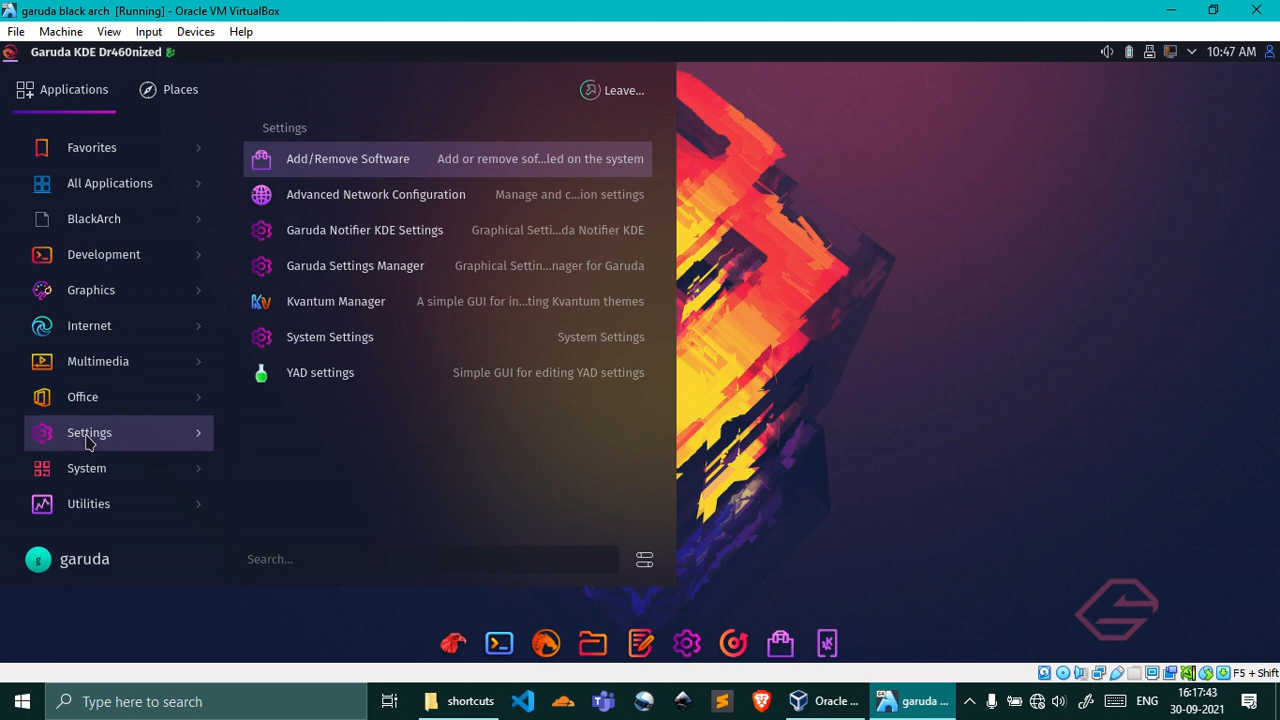 garuda black arch [Running] - Oracle VM VirtualBox
File Machine View Input Devices Help
Garuda KDE Dr460nized
10:47 AM
Applications
Places
Leave...
Favorites
All Applications
BlackArch
Development
Graphics
Internet
Multimedia
Office
Settings
System
Utilities
Settings
Add/Remove Software Add or remove sof...led on the system
Advanced Network Configuration Manage and c...ion settings
Garuda Notifier KDE Settings Graphical Setti...da Notifier KDE
Garuda Settings Manager Graphical Settin...nager for Garuda
Kvantum Manager A simple GUI for in...ting Kvantum themes
System Settings System Settings
YAD settings Simple GUI for editing YAD settings
g garuda
Search...
F5 + Shift
Type here to search
shortcuts
Oracle ...
garuda ...
ENG
16:17:43
30-09-2021